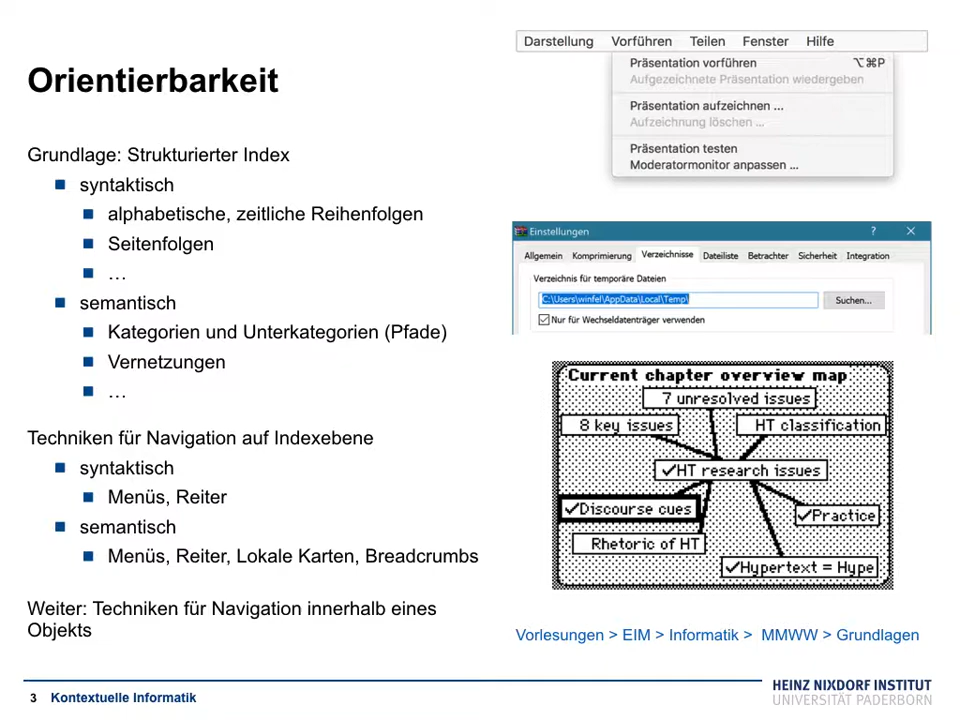 Orientierbarkeit
Grundlage: Strukturierter Index
syntaktisch
alphabetische, zeitliche Reihenfolgen
Seitenfolgen
…
semantisch
Kategorien und Unterkategorien (Pfade)
Vernetzungen
…
Techniken für Navigation auf Indexebene
syntaktisch
Menüs, Reiter
semantisch
Menüs, Reiter, Lokale Karten, Breadcrumbs
Weiter: Techniken für Navigation innerhalb eines
Objekts
Darstellung Vorführen Teilen Fenster Hilfe
Präsentation vorführen ⌥⌘P
Aufgezeichnete Präsentation wiedergeben
Präsentation aufzeichnen ...
Aufzeichnung löschen ...
Präsentation testen
Moderatormonitor anpassen ...
Einstellungen ? ×
Allgemein Komprimierung Verzeichnisse Dateiliste Betrachter Sicherheit Integration
Verzeichnis für temporäre Dateien
C:\Users\winfel\AppData\Local\Temp\ Suchen...
Nur für Wechseldatenträger verwenden
Current chapter overview map
7 unresolved issues
8 key issues HT classification
✓HT research issues
✓Discourse cues
✓Practice
Rhetoric of HT
✓Hypertext = Hype
Vorlesungen > EIM > Informatik > MMWW > Grundlagen
3 Kontextuelle Informatik
HEINZ NIXDORF INSTITUT
UNIVERSITÄT PADERBORN